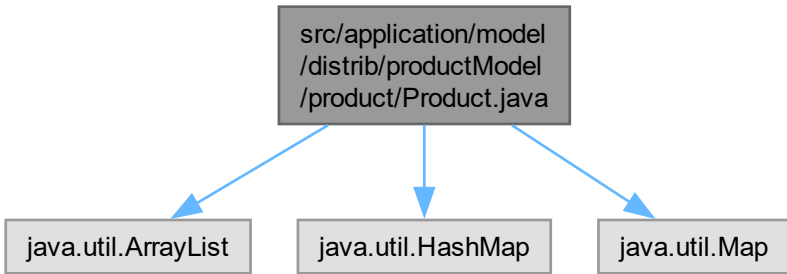 src/application/model
/distrib/productModel
/product/Product.java
java.util.ArrayList
java.util.HashMap
java.util.Map